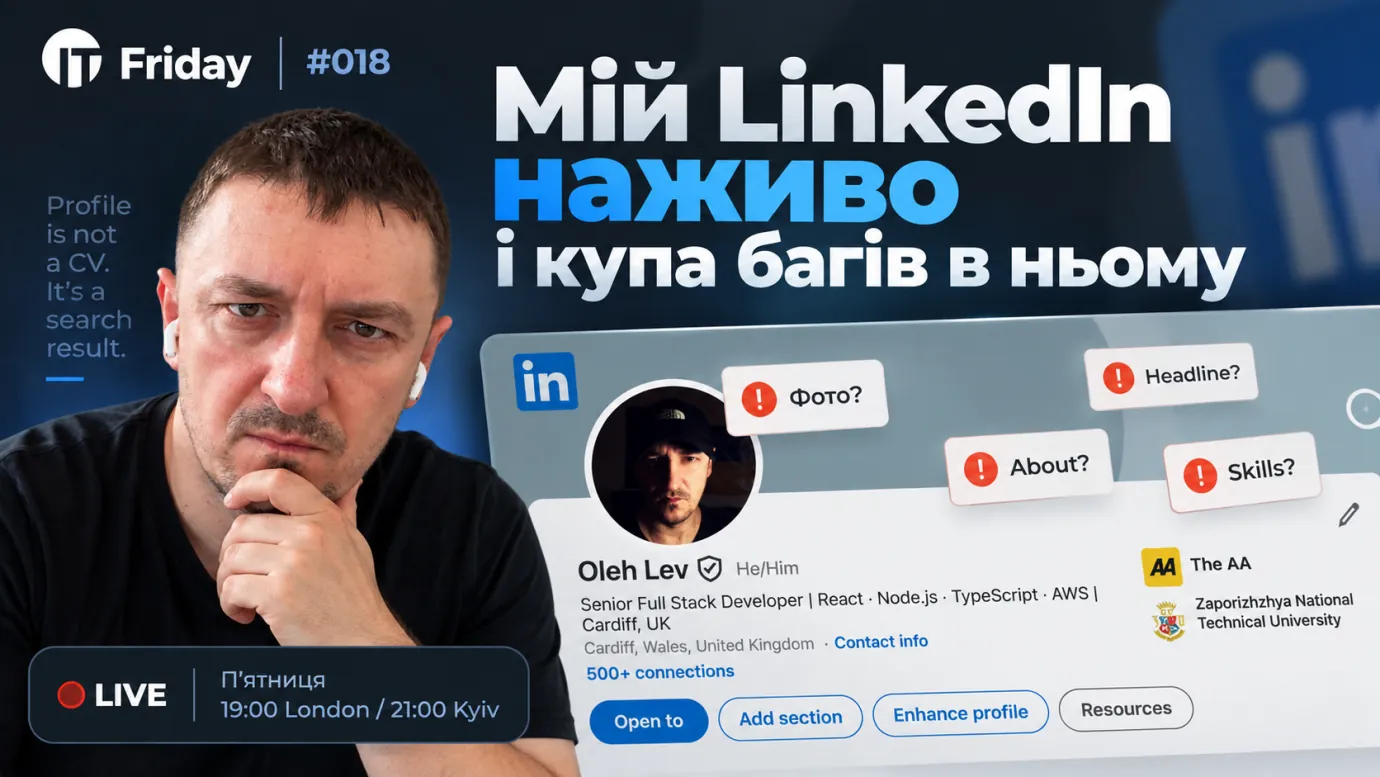 IT Friday | #018
Мій LinkedIn
наживо
і купа багів в ньому
Profile
is not
a CV.
It's a
search
result.
in
in
Фото?
Headline?
About?
Skills?
Oleh Lev He/Him
Senior Full Stack Developer | React · Node.js · TypeScript · AWS |
Cardiff, UK
Cardiff, Wales, United Kingdom · Contact info
500+ connections
AA The AA
Zaporizhzhya National
Technical University
Open to
Add section
Enhance profile
Resources
LIVE
П'ятниця
19:00 London / 21:00 Kyiv